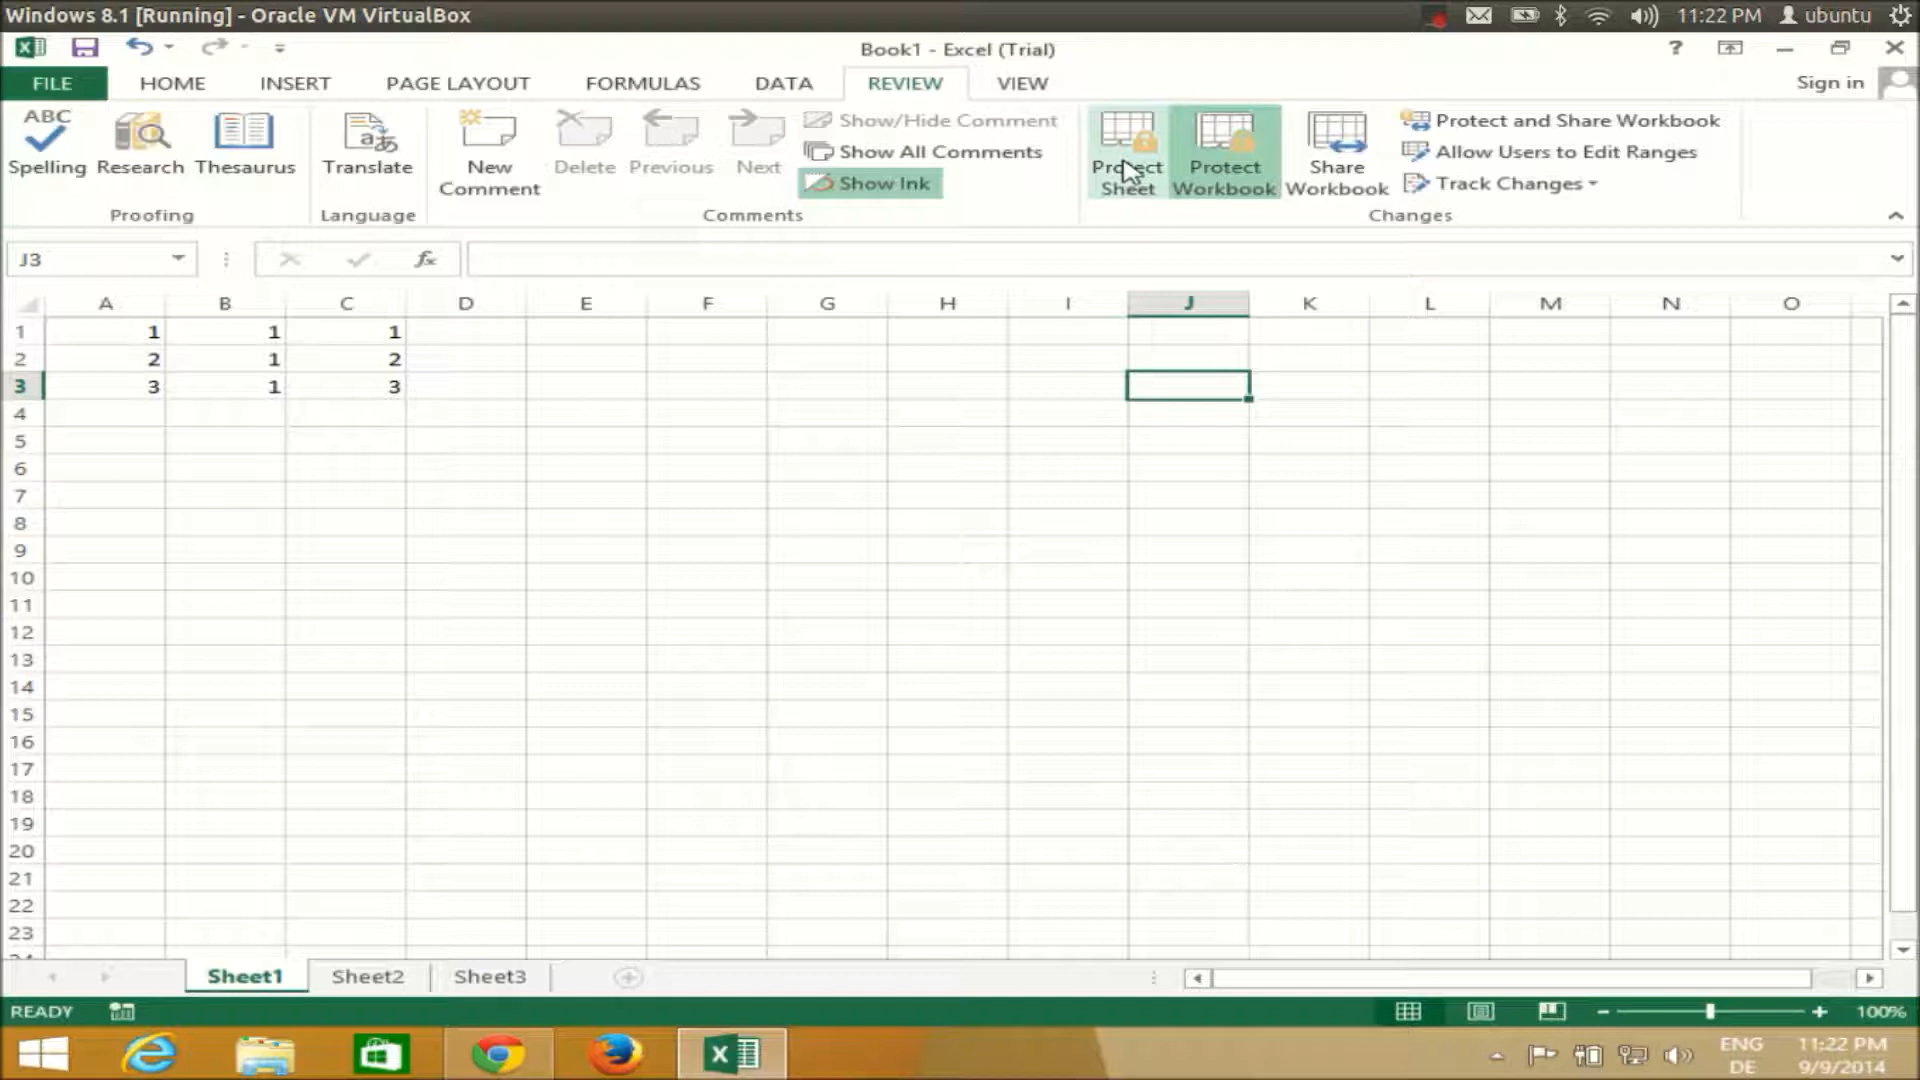 Windows 8.1 [Running] - Oracle VM VirtualBox
11:22 PM ubuntu
Book1 - Excel (Trial)
?
FILE HOME INSERT PAGE LAYOUT FORMULAS DATA REVIEW VIEW Sign in
ABC
Spelling Research Thesaurus
Translate
New
Comment
Delete Previous Next
Show/Hide Comment
Show All Comments
Show Ink
Protect
Sheet
Protect
Workbook
Share
Workbook
Protect and Share Workbook
Allow Users to Edit Ranges
Track Changes
Proofing Language Comments Changes
J3 fx
A B C D E F G H I J K L M N O
1 1 1 1
2 2 1 2
3 3 1 3
4
5
6
7
8
9
10
11
12
13
14
15
16
17
18
19
20
21
22
23
Sheet1 Sheet2 Sheet3
READY 100%
ENG 11:22 PM
DE 9/9/2014